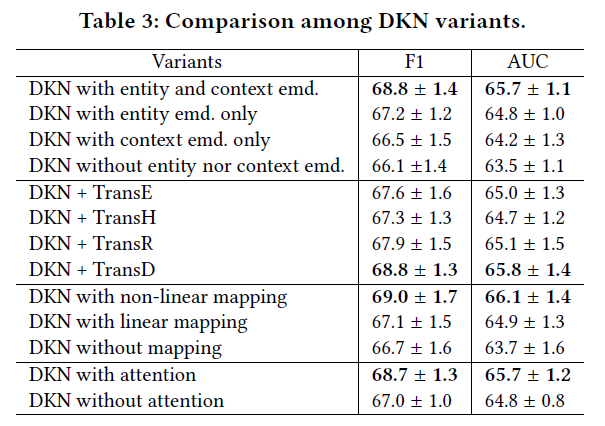 Table 3: Comparison among DKN variants.
Variants F1 AUC
DKN with entity and context emd. 68.8 ± 1.4 65.7 ± 1.1
DKN with entity emd. only 67.2 ± 1.2 64.8 ± 1.0
DKN with context emd. only 66.5 ± 1.5 64.2 ± 1.3
DKN without entity nor context emd. 66.1 ±1.4 63.5 ± 1.1
DKN + TransE 67.6 ± 1.6 65.0 ± 1.3
DKN + TransH 67.3 ± 1.3 64.7 ± 1.2
DKN + TransR 67.9 ± 1.5 65.1 ± 1.5
DKN + TransD 68.8 ± 1.3 65.8 ± 1.4
DKN with non-linear mapping 69.0 ± 1.7 66.1 ± 1.4
DKN with linear mapping 67.1 ± 1.5 64.9 ± 1.3
DKN without mapping 66.7 ± 1.6 63.7 ± 1.6
DKN with attention 68.7 ± 1.3 65.7 ± 1.2
DKN without attention 67.0 ± 1.0 64.8 ± 0.8